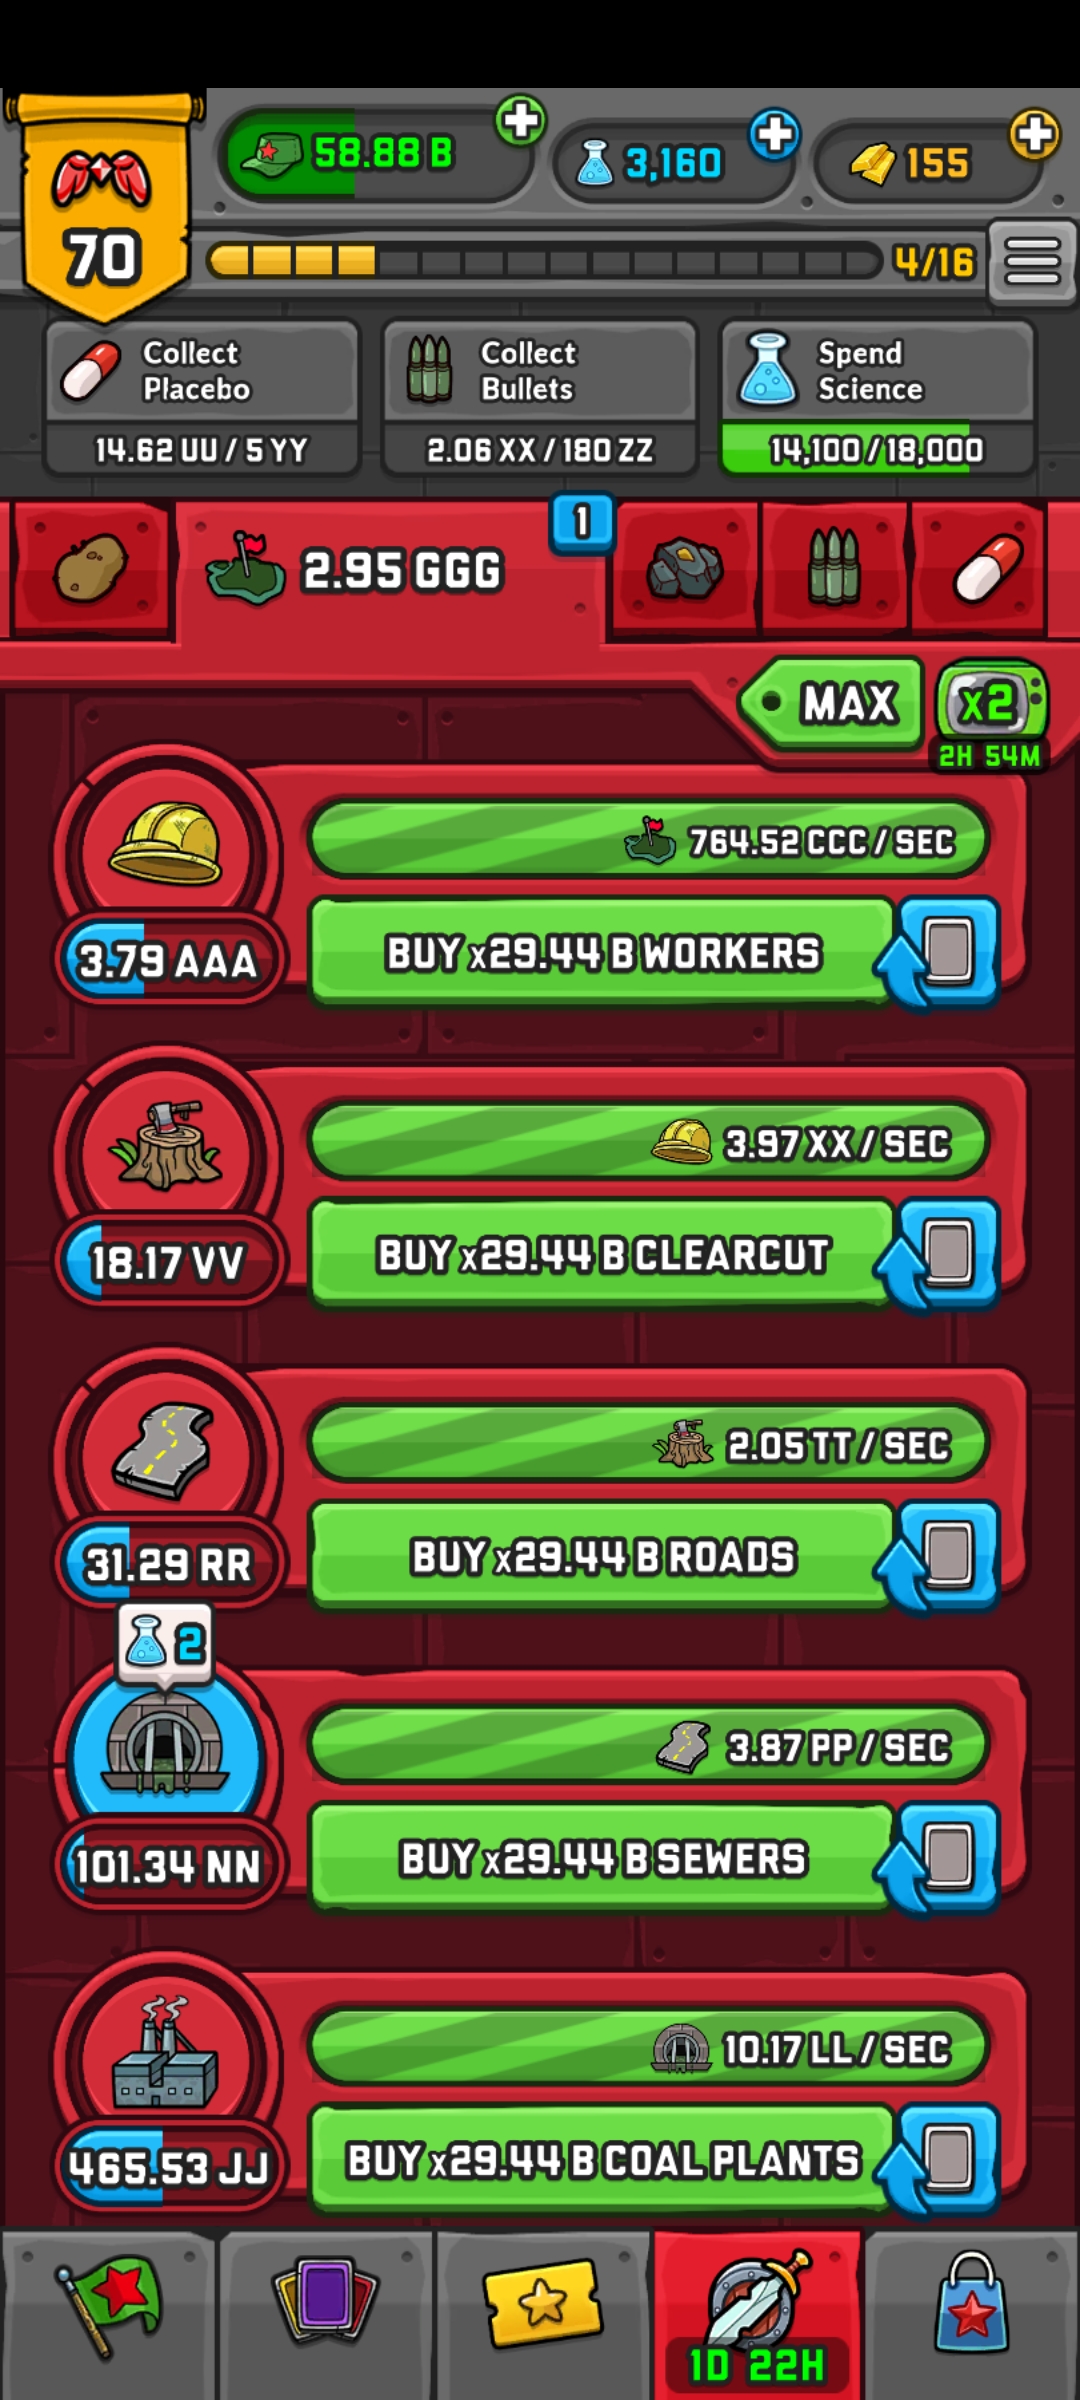 70
58.88 B
3,160
155
4/16
Collect
Placebo
14.62 UU / 5 YY
Collect
Bullets
2.06 XX / 180 ZZ
Spend
Science
14,100 / 18,000
2.95 GGG
1
MAX
x2
2H 54M
764.52 CCC / SEC
3.79 AAA
BUY x29.44 B WORKERS
3.97 XX / SEC
18.17 VV
BUY x29.44 B CLEARCUT
2.05 TT / SEC
31.29 RR
BUY x29.44 B ROADS
2
3.87 PP / SEC
101.34 NN
BUY x29.44 B SEWERS
10.17 LL / SEC
465.53 JJ
BUY x29.44 B COAL PLANTS
1D 22H